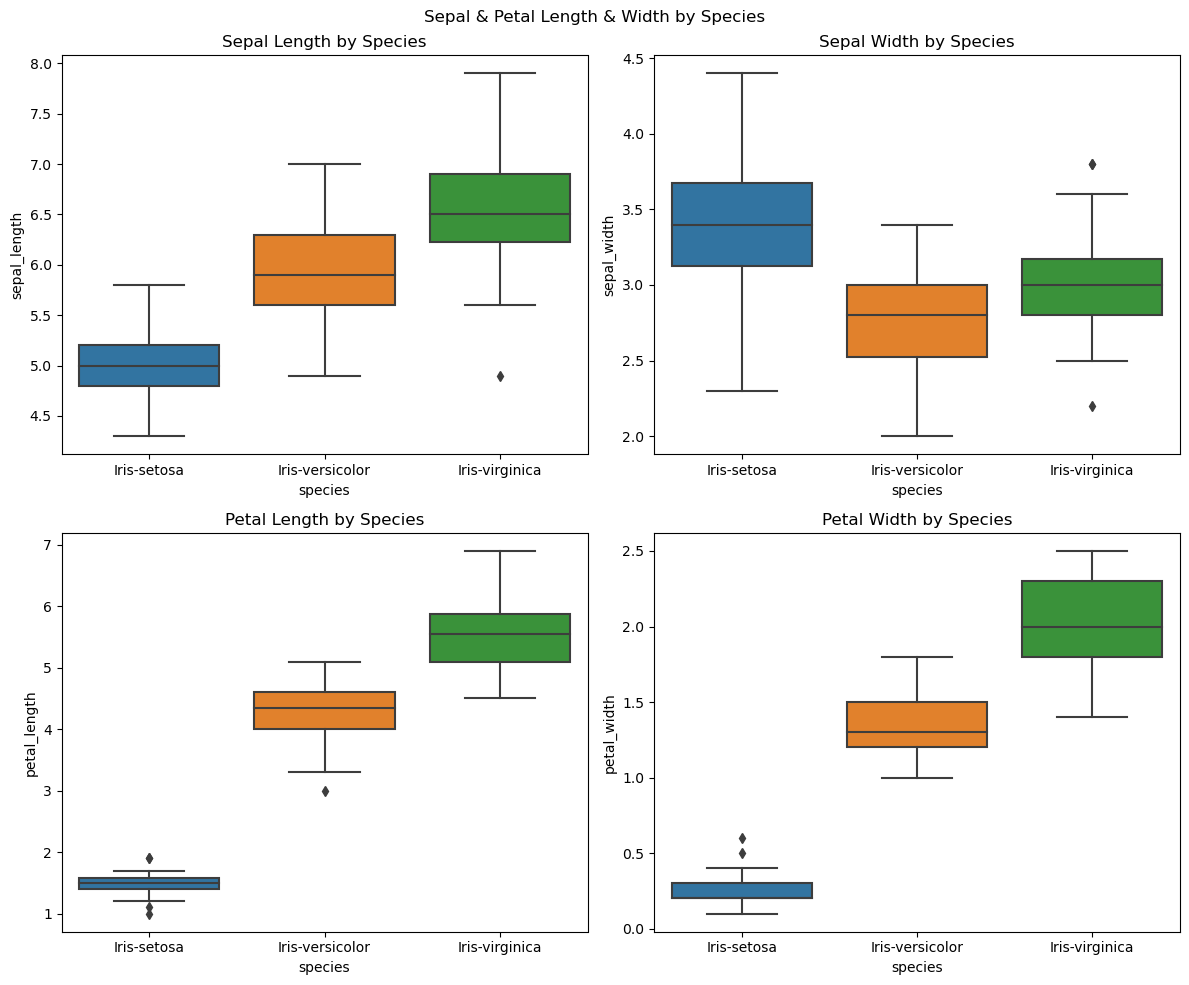 Sepal & Petal Length & Width by Species
Sepal Length by Species
8.0
7.5
7.0
6.5
6.0
5.5
5.0
4.5
sepal_length
Iris-setosa Iris-versicolor Iris-virginica
species
Sepal Width by Species
4.5
4.0
3.5
3.0
2.5
2.0
sepal_width
Iris-setosa Iris-versicolor Iris-virginica
species
Petal Length by Species
7
6
5
4
3
2
1
petal_length
Iris-setosa Iris-versicolor Iris-virginica
species
Petal Width by Species
2.5
2.0
1.5
1.0
0.5
0.0
petal_width
Iris-setosa Iris-versicolor Iris-virginica
species